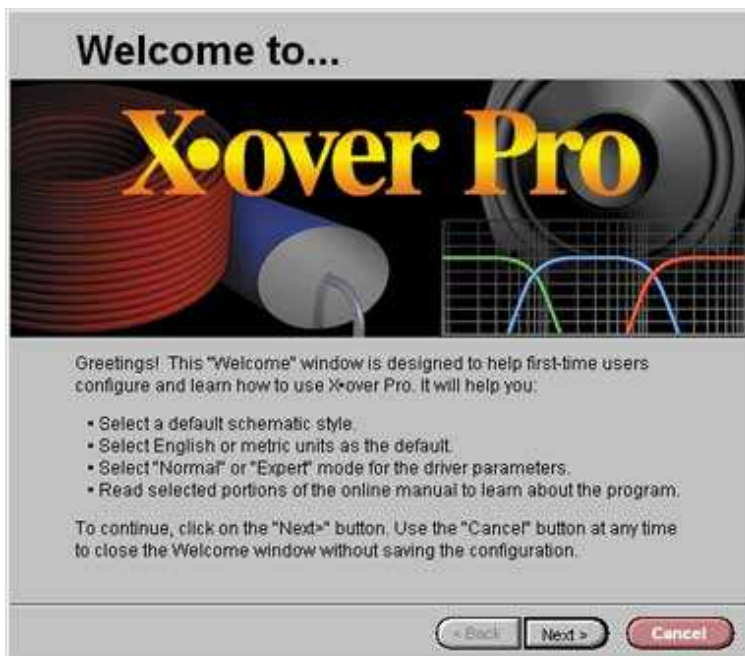 Welcome to...
X•over Pro
Greetings! This "Welcome" window is designed to help first-time users
configure and learn how to use X•over Pro. It will help you:
• Select a default schematic style.
• Select English or metric units as the default.
• Select "Normal" or "Expert" mode for the driver parameters.
• Read selected portions of the online manual to learn about the program.
To continue, click on the "Next>" button. Use the "Cancel" button at any time
to close the Welcome window without saving the configuration.
< Back Next > Cancel